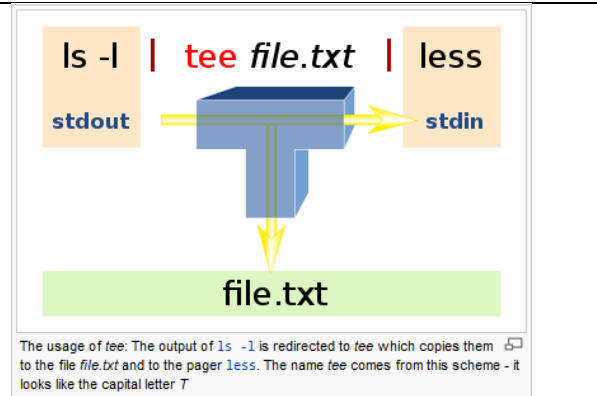 ls -l | tee file.txt | less
stdout stdin
file.txt
The usage of tee: The output of ls -l is redirected to tee which copies them
to the file file.txt and to the pager less. The name tee comes from this scheme - it
looks like the capital letter T